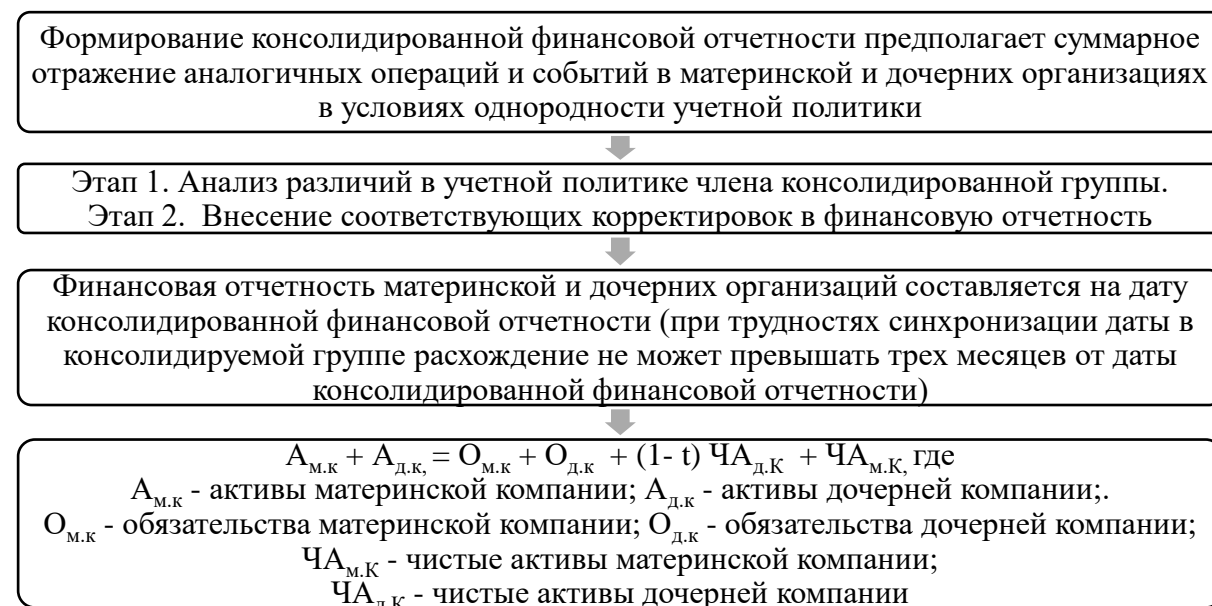 Формирование консолидированной финансовой отчетности предполагает суммарное
отражение аналогичных операций и событий в материнской и дочерних организациях
в условиях однородности учетной политики
Этап 1. Анализ различий в учетной политике члена консолидированной группы.
Этап 2. Внесение соответствующих корректировок в финансовую отчетность
Финансовая отчетность материнской и дочерних организаций составляется на дату
консолидированной финансовой отчетности (при трудностях синхронизации даты в
консолидируемой группе расхождение не может превышать трех месяцев от даты
консолидированной финансовой отчетности)
Ам.к + Ад.к, = Ом.к + Од.к + (1- t) ЧАд.К + ЧАм.К, где
Ам.к - активы материнской компании; Ад.к - активы дочерней компании;.
Ом.к - обязательства материнской компании; Од.к - обязательства дочерней компании;
ЧАм.К - чистые активы материнской компании;
ЧАд.К - чистые активы дочерней компании